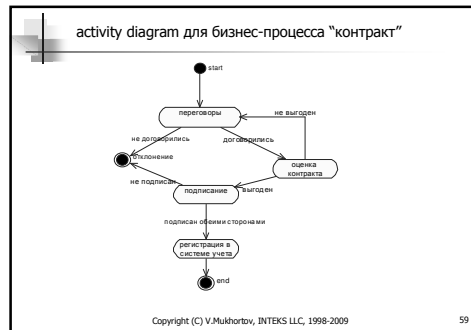 activity diagram для бизнес-процесса “контракт”
start
переговоры
не выгоден
не договорились
договорились
отклонение
оценка
контракта
не подписан
выгоден
подписание
подписан обеими сторонами
регистрация в
системе учета
end
Copyright (C) V.Mukhortov, INTEKS LLC, 1998-2009
59